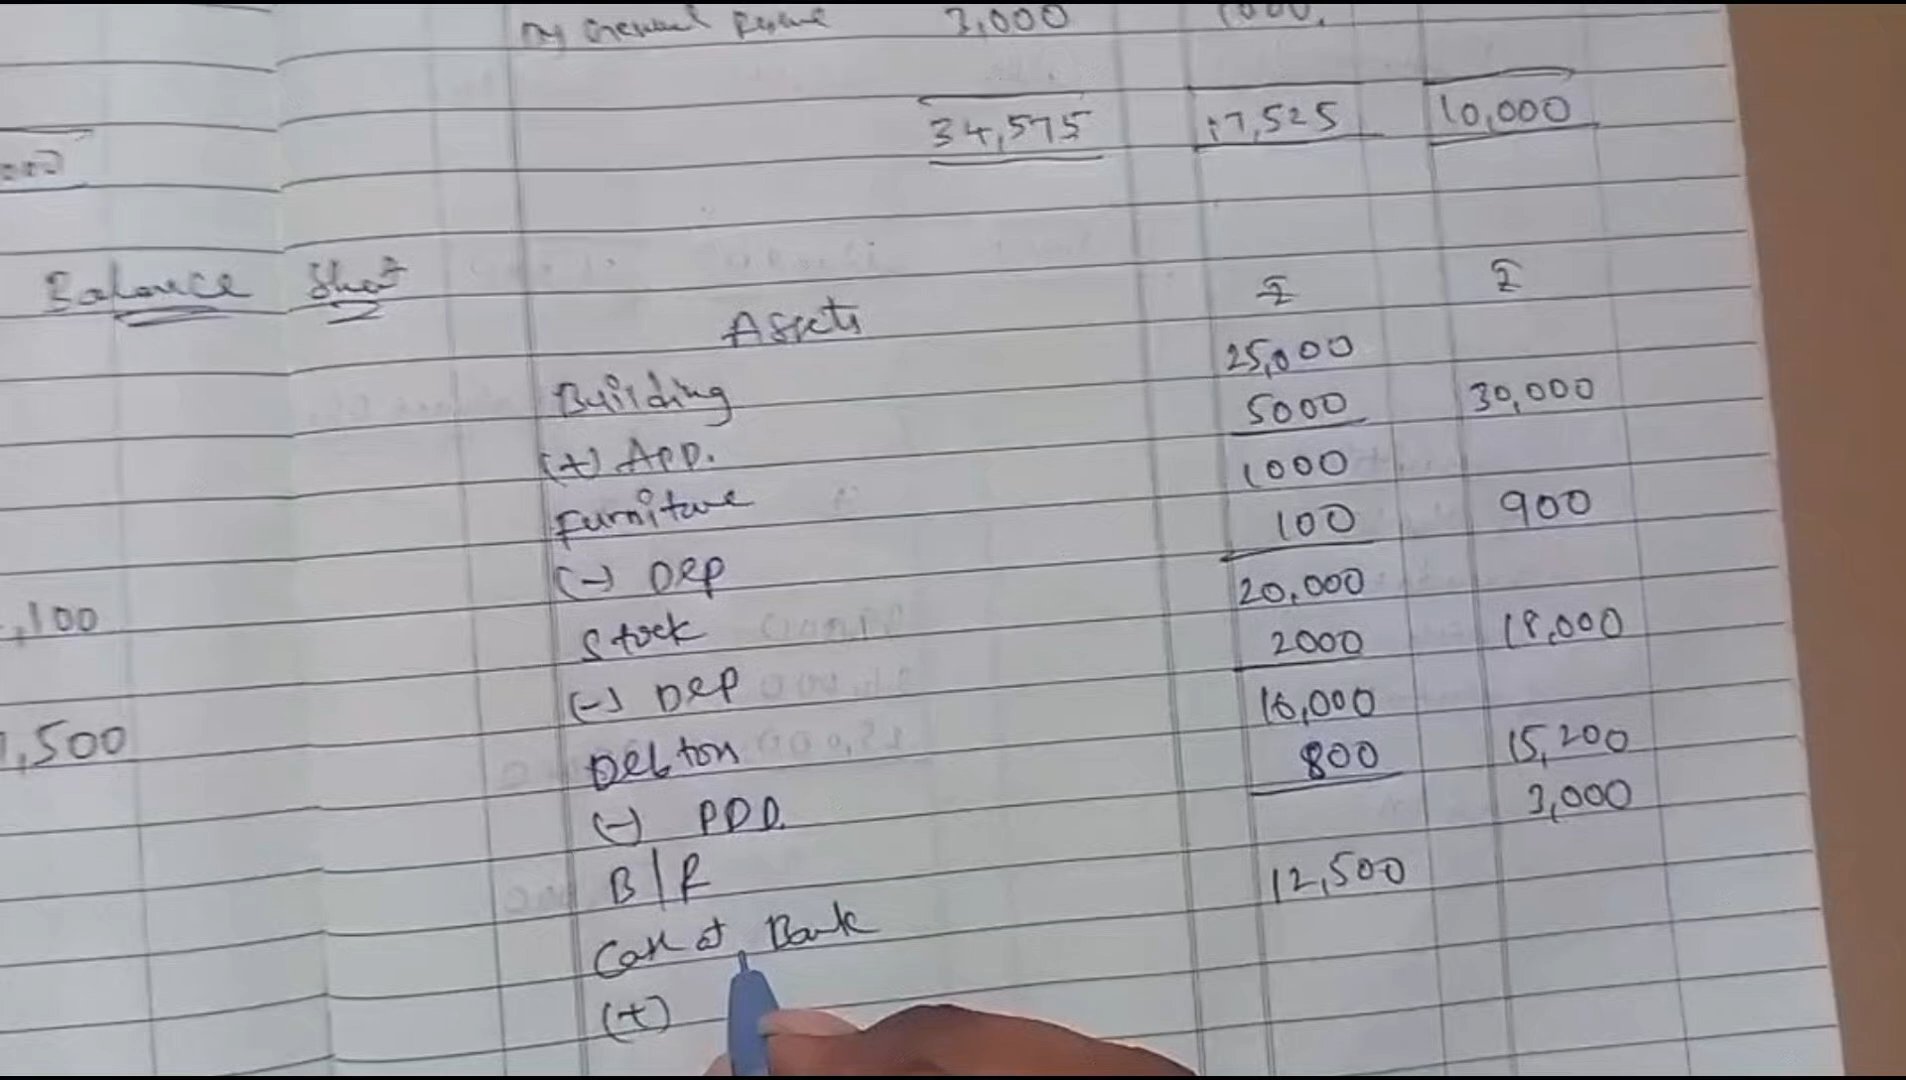 3,000 1000.
34,575 17,525 10,000
Balance Sheet
Assets ₹ ₹
Building 25,000
(+) APP. 5000 30,000
Furniture 1000
(-) Dep 100 900
,100 Stock 20,000
(-) Dep 2000 18,000
,500 Debtors 16,000
(-) PDD. 800 15,200
B/R 3,000
Cash at Bank 12,500
(+)